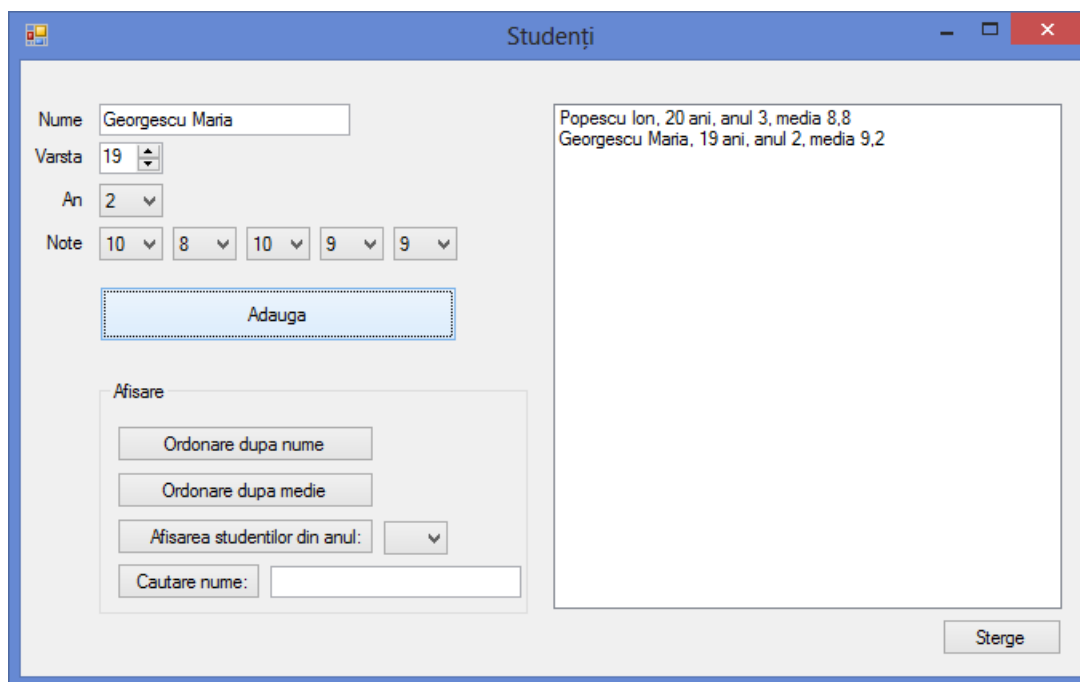 Studenți
Nume Georgescu Maria
Varsta 19
An 2
Note 10 8 10 9 9
Adauga
Afisare
Ordonare dupa nume
Ordonare dupa medie
Afisarea studentilor din anul:
Cautare nume:
Popescu Ion, 20 ani, anul 3, media 8,8
Georgescu Maria, 19 ani, anul 2, media 9,2
Sterge